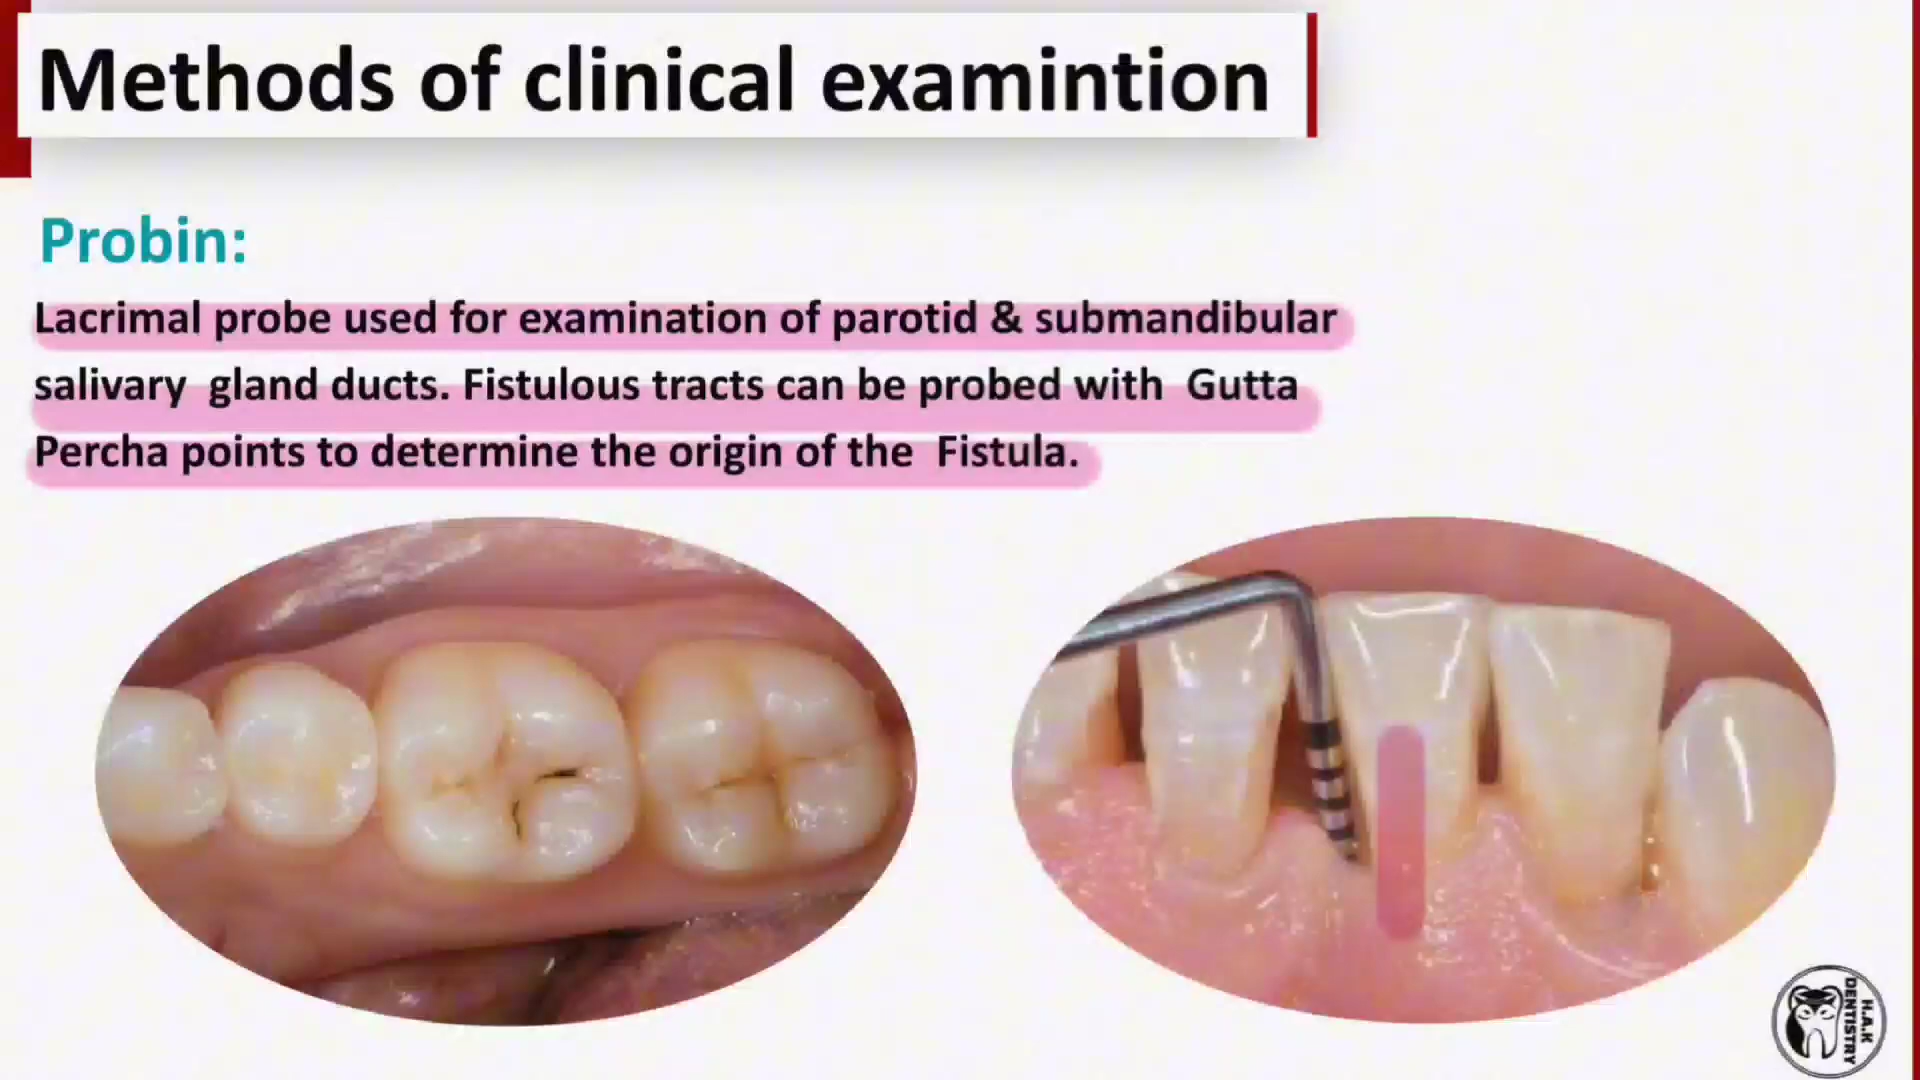 Methods of clinical examintion
Probin:
Lacrimal probe used for examination of parotid & submandibular
salivary gland ducts. Fistulous tracts can be probed with Gutta
Percha points to determine the origin of the Fistula.
H.A.K
DENTISTRY